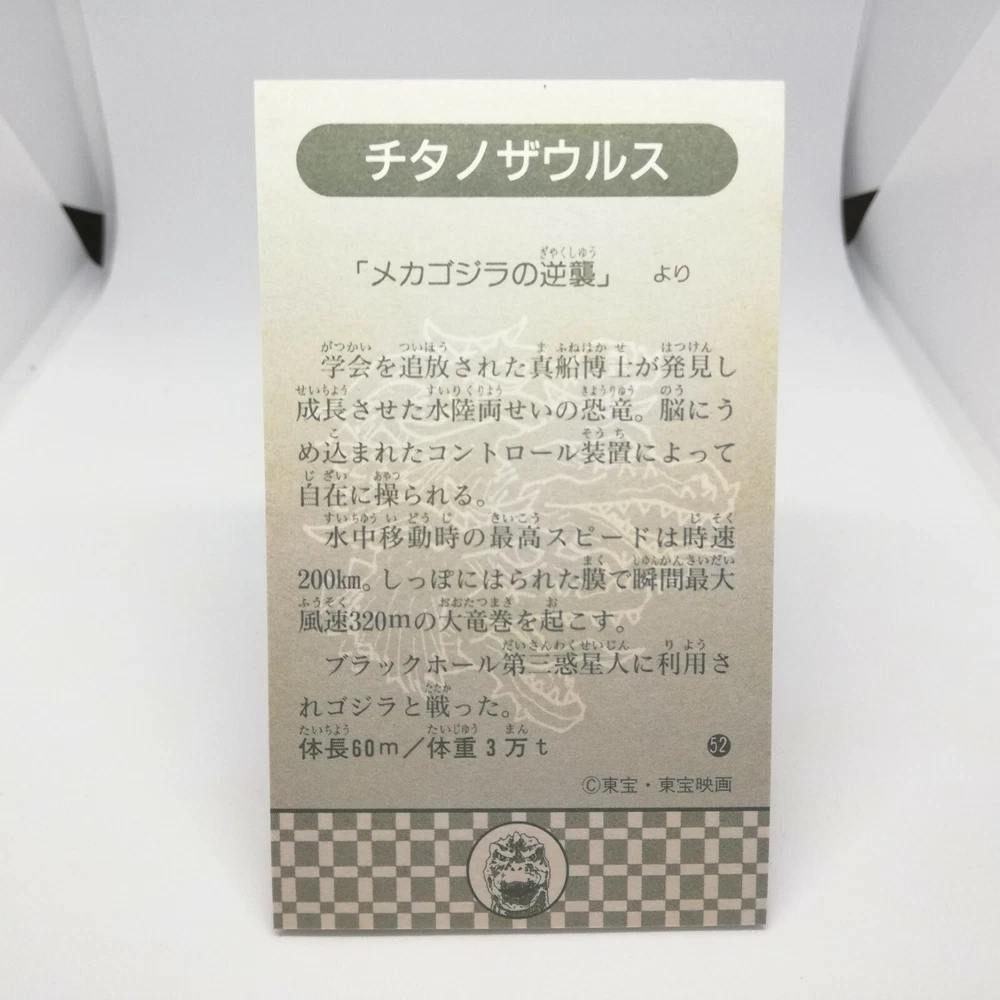 チタノザウルス
「メカゴジラの逆襲」 より
学会を追放された真船博士が発見し
成長させた水陸両せいの恐竜。脳にう
め込まれたコントロール装置によって
自在に操られる。
水中移動時の最高スピードは時速
200km。しっぽにはられた膜で瞬間最大
風速320mの大竜巻を起こす。
ブラックホール第三惑星人に利用さ
れゴジラと戦った。
体長60m/体重3万t
52
©東宝・東宝映画